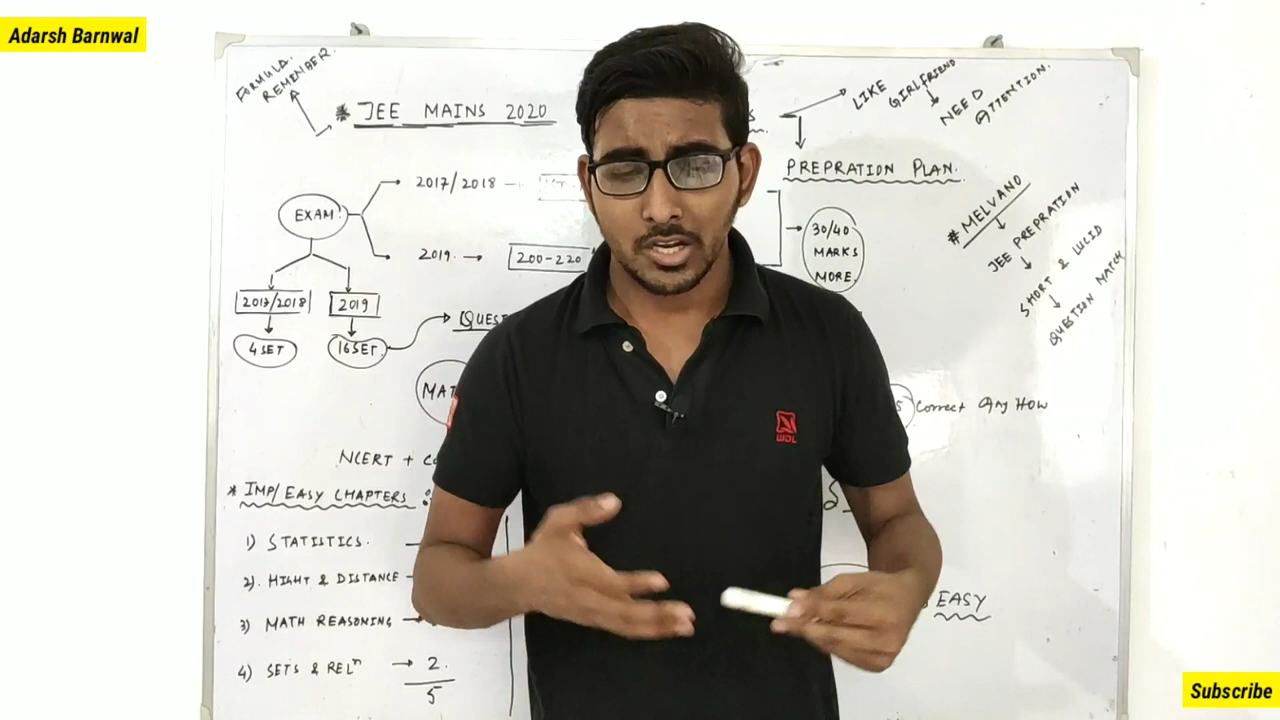 Adarsh Barnwal
FORMULA.
REMEMBER
* JEE MAINS 2020
LIKE
GIRLFRIEND
NEED
ATTENTION.
PREPRATION PLAN.
2017/2018
EXAM
2019.
200-220
30/40
MARKS
MORE.
# MELVANO
JEE PREPRATION
SHORT & LUCID
QUESTION MATCH
2017/2018
2019
4 SET
16 SET.
Correct Any How
NCERT +
* IMP/EASY CHAPTERS
1) STATISTICS.
2). HIGHT & DISTANCE
3) MATH REASONING
4) SETS & RELⁿ → 2.
5
EASY
WDL
Subscribe